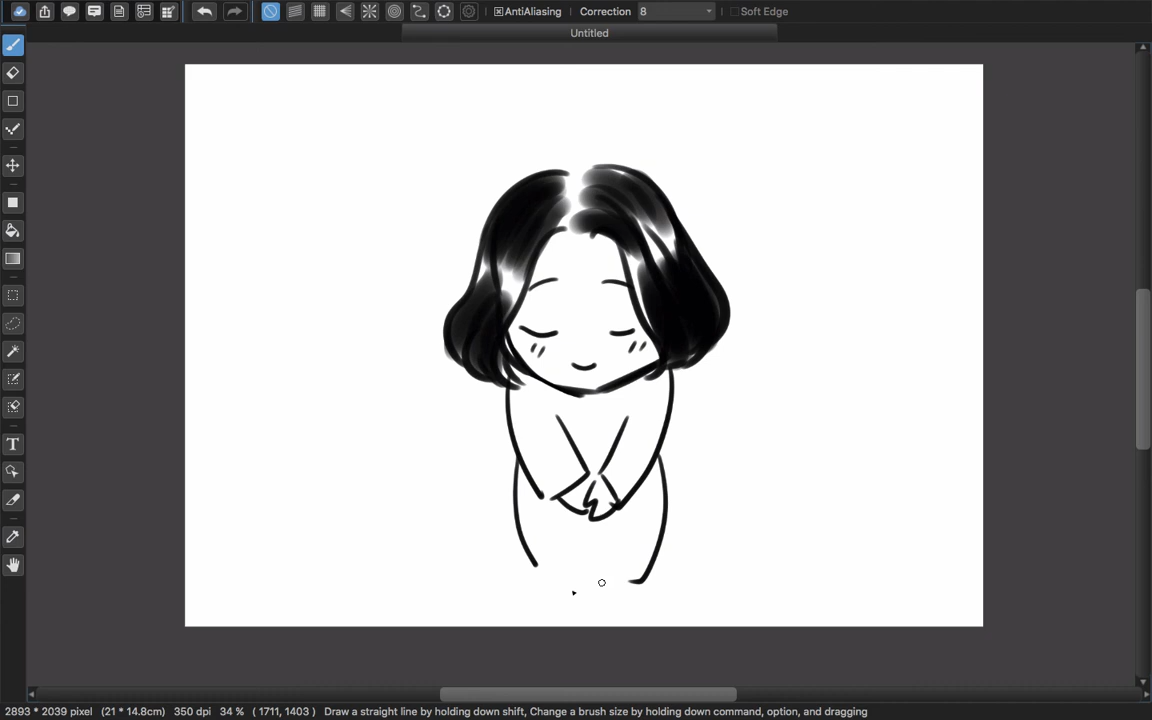 AntiAliasing Correction 8 Soft Edge
Untitled
T
2893 * 2039 pixel (21 * 14.8cm) 350 dpi 34 % ( 1711, 1403 ) Draw a straight line by holding down shift, Change a brush size by holding down command, option, and dragging